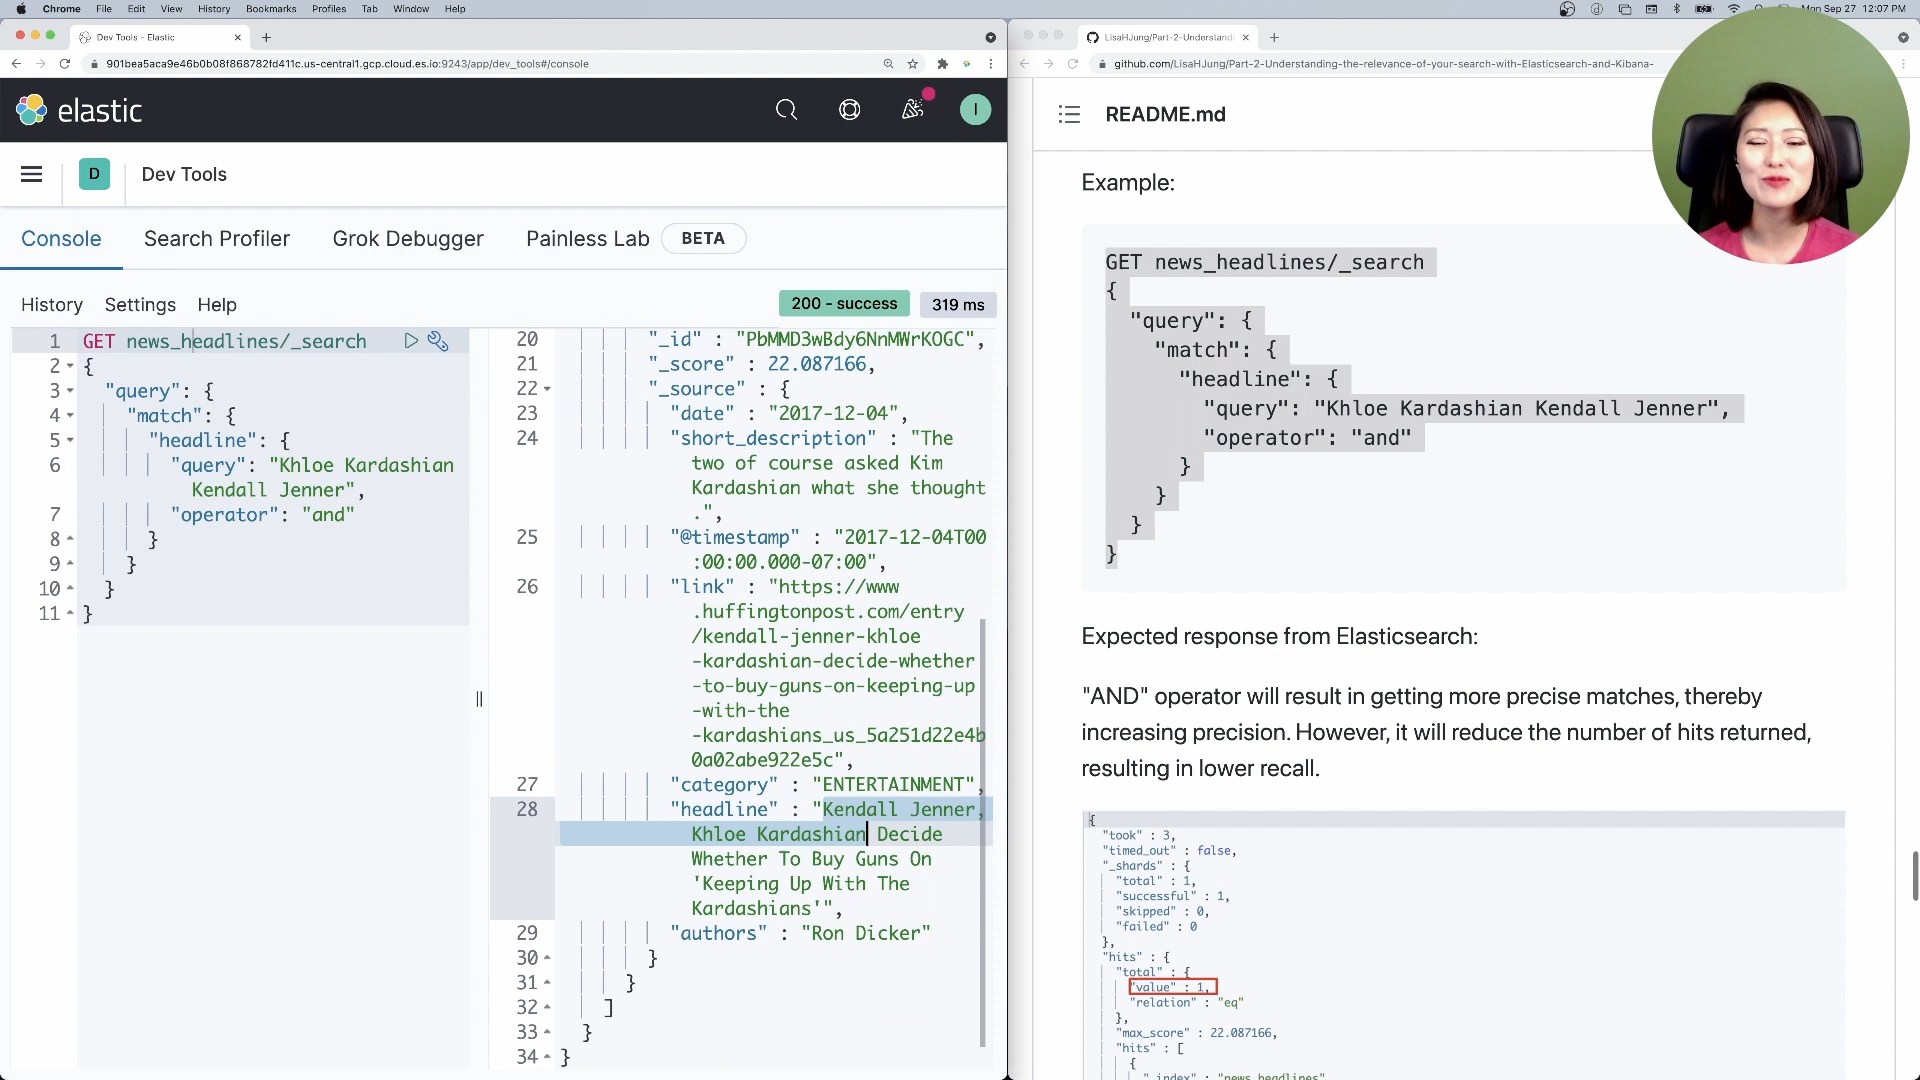 Chrome File Edit View History Bookmarks Profiles Tab Window Help
Mon Sep 27 12:07 PM
Dev Tools - Elastic
901bea5aca9e46b0b08f868782fd411c.us-central1.gcp.cloud.es.io:9243/app/dev_tools#/console
elastic
I
D Dev Tools
Console Search Profiler Grok Debugger Painless Lab BETA
History Settings Help
200 - success 319 ms
1 GET news_headlines/_search
2 {
3 "query": {
4 "match": {
5 "headline": {
6 "query": "Khloe Kardashian
Kendall Jenner",
7 "operator": "and"
8 }
9 }
10 }
11 }
20 "_id" : "PbMMD3wBdy6NnMWrKOGC",
21 "_score" : 22.087166,
22 "_source" : {
23 "date" : "2017-12-04",
24 "short_description" : "The
two of course asked Kim
Kardashian what she thought
.",
25 "@timestamp" : "2017-12-04T00
:00:00.000-07:00",
26 "link" : "https://www
.huffingtonpost.com/entry
/kendall-jenner-khloe
-kardashian-decide-whether
-to-buy-guns-on-keeping-up
-with-the
-kardashians_us_5a251d22e4b
0a02abe922e5c",
27 "category" : "ENTERTAINMENT",
28 "headline" : "Kendall Jenner,
Khloe Kardashian Decide
Whether To Buy Guns On
'Keeping Up With The
Kardashians'",
29 "authors" : "Ron Dicker"
30 }
31 }
32 ]
33 }
34 }
LisaHJung/Part-2-Understandi
github.com/LisaHJung/Part-2-Understanding-the-relevance-of-your-search-with-Elasticsearch-and-Kibana-
README.md
Example:
GET news_headlines/_search
{
"query": {
"match": {
"headline": {
"query": "Khloe Kardashian Kendall Jenner",
"operator": "and"
}
}
}
}
Expected response from Elasticsearch:
"AND" operator will result in getting more precise matches, thereby
increasing precision. However, it will reduce the number of hits returned,
resulting in lower recall.
{
"took" : 3,
"timed_out" : false,
"_shards" : {
"total" : 1,
"successful" : 1,
"skipped" : 0,
"failed" : 0
},
"hits" : {
"total" : {
"value" : 1,
"relation" : "eq"
},
"max_score" : 22.087166,
"hits" : [
{
"_index" : "news_headlines"